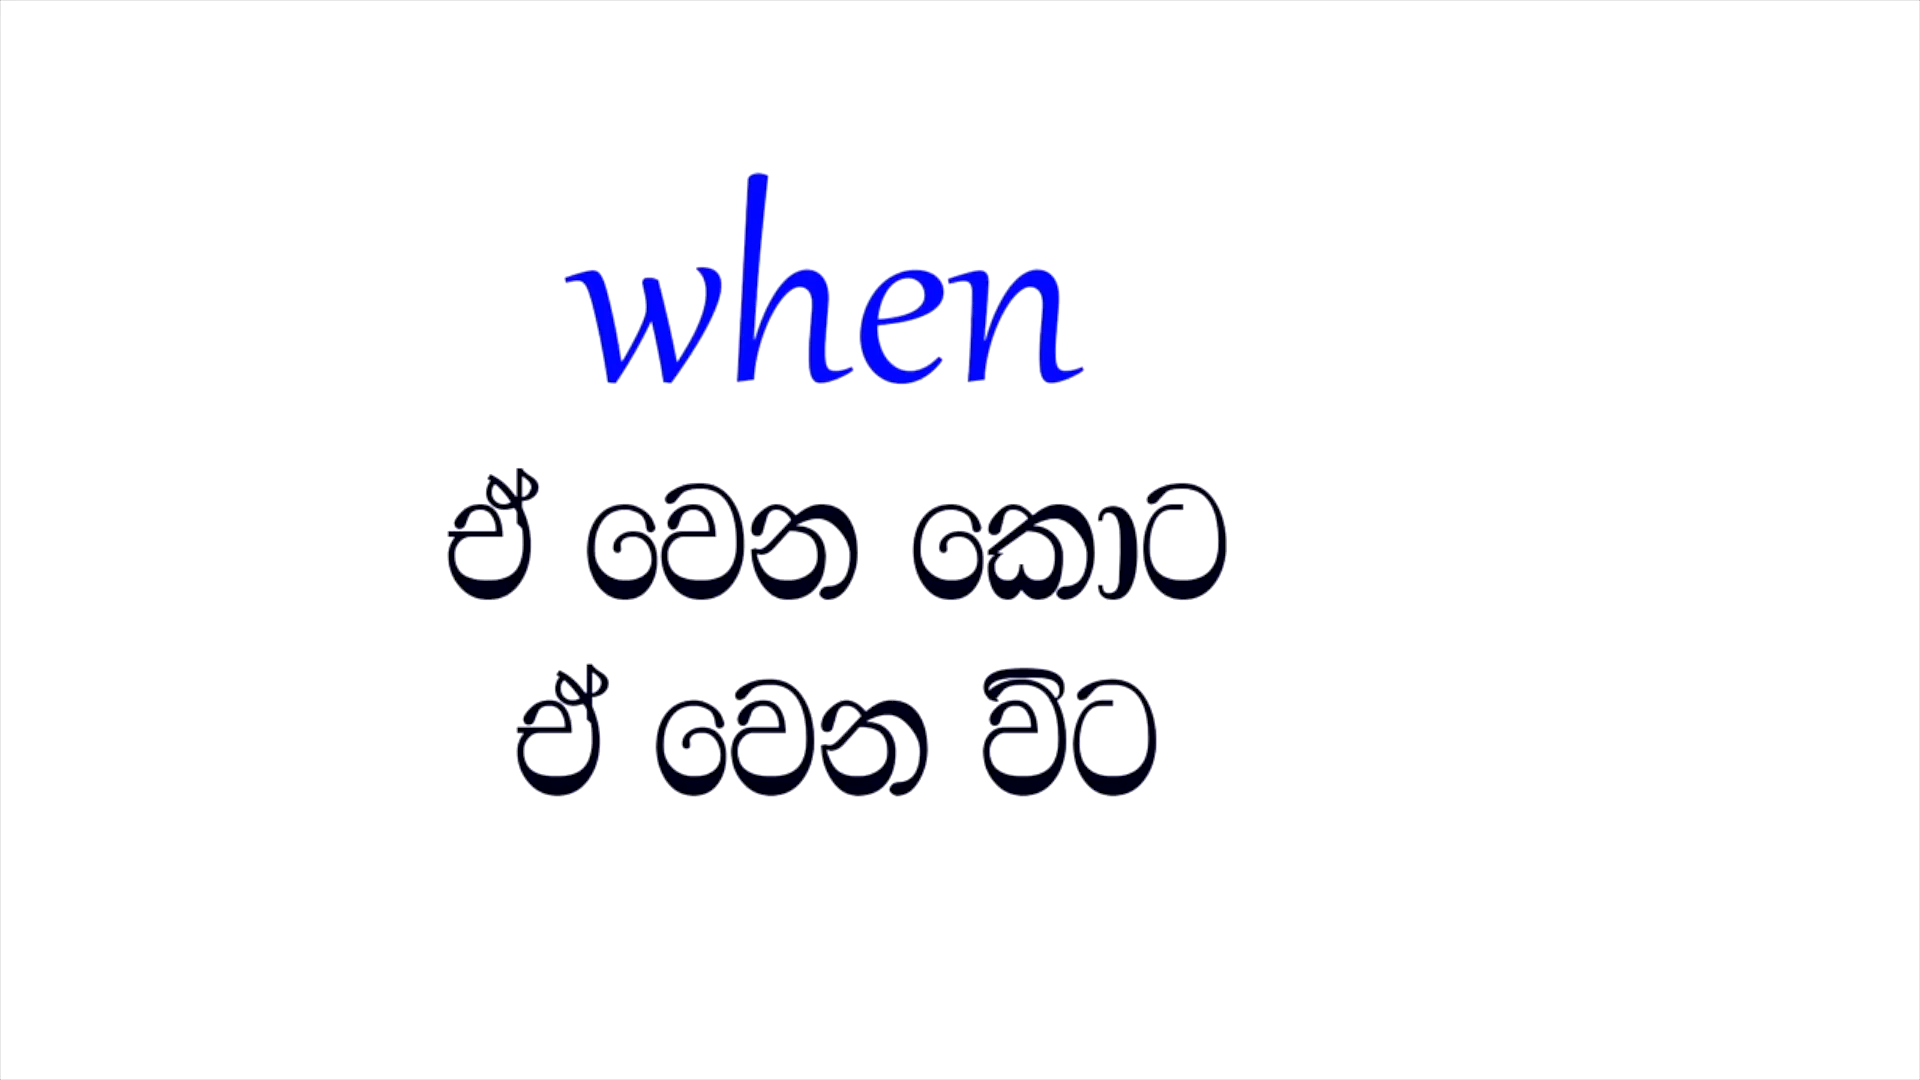 when
ඒ වෙන කොට
ඒ වෙන විට